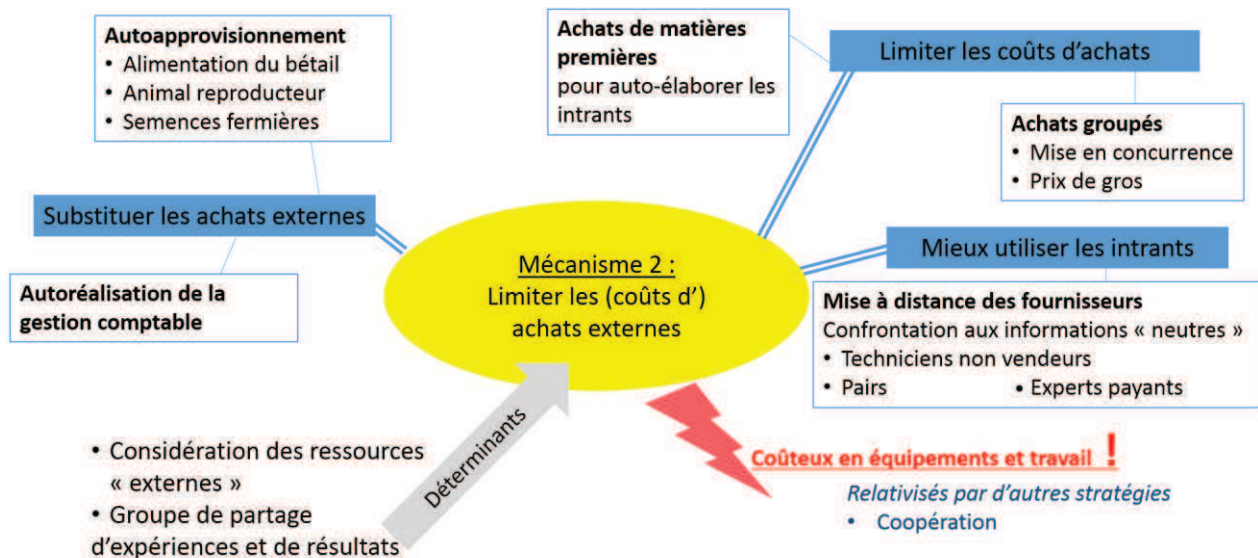 Autoapprovisionnement
• Alimentation du bétail
• Animal reproducteur
• Semences fermières
Substituer les achats externes
Autoréalisation de la
gestion comptable
Achats de matières
premières
pour auto-élaborer les
intrants
Limiter les coûts d’achats
Achats groupés
• Mise en concurrence
• Prix de gros
Mieux utiliser les intrants
Mise à distance des fournisseurs
Confrontation aux informations « neutres »
• Techniciens non vendeurs
• Pairs • Experts payants
Mécanisme 2 :
Limiter les (coûts d’)
achats externes
Déterminants
• Considération des ressources
« externes »
• Groupe de partage
d’expériences et de résultats
Coûteux en équipements et travail !
Relativisés par d’autres stratégies
• Coopération